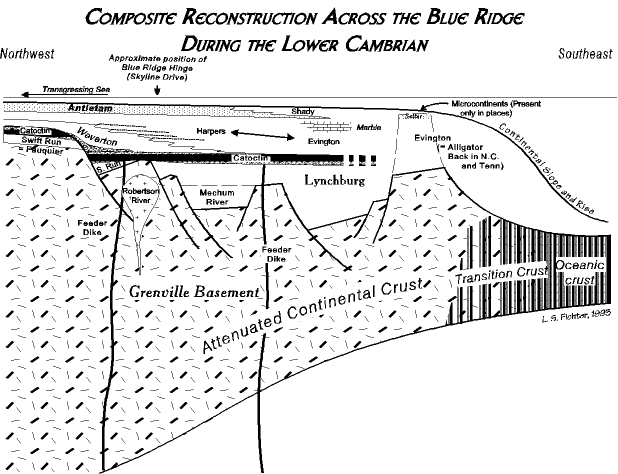 COMPOSITE RECONSTRUCTION ACROSS THE BLUE RIDGE
DURING THE LOWER CAMBRIAN
Northwest
Approximate position of
Blue Ridge Hinge
(Skyline Drive)
Southeast
Transgressing Sea
Antietam
Shady
Microcontinents (Present
only in places)
Catoctin
Swift Run
Fauquier
Weverton
Harpers
Marble
Evington
Evington
(= Alligator
Back in N.C.
and Tenn)
Continental Slope and Rise
S. Run
Catoctin
Lynchburg
Robertson
River
Mechum
River
Feeder
Dike
Feeder
Dike
Grenville Basement
Attenuated Continental Crust
Transition Crust
Oceanic
crust
L. S. Fichter, 1993